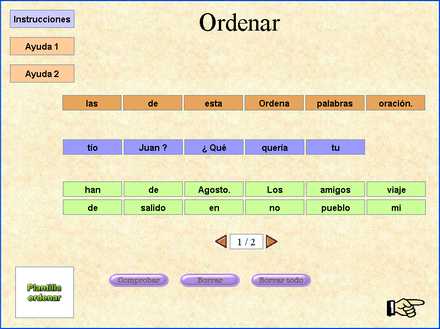 Instrucciones
Ordenar
Ayuda 1
Ayuda 2
las de esta Ordena palabras oración.
tío Juan ? ¿ Qué quería tu
han de Agosto. Los amigos viaje
de salido en no pueblo mi
1 / 2
Comprobar Borrar Borrar todo
Plantilla
ordenar